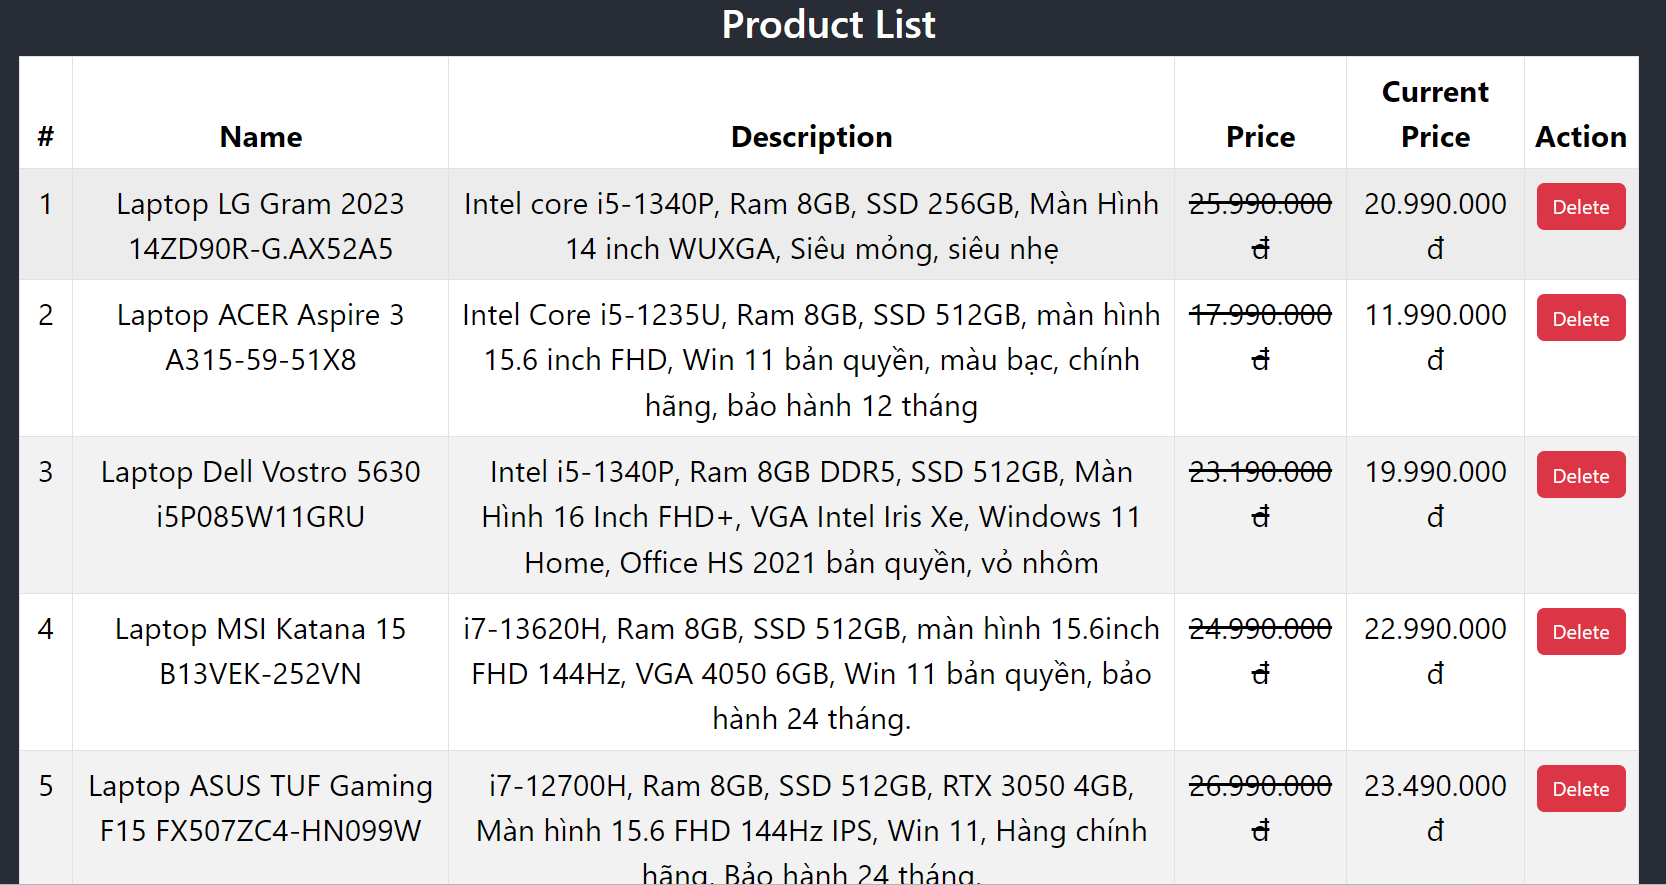 Product List
# Name Description Price Current Price Action
1 Laptop LG Gram 2023 Intel core i5-1340P, Ram 8GB, SSD 256GB, Màn Hình 25.990.000 20.990.000 Delete
14ZD90R-G.AX52A5 14 inch WUXGA, Siêu mỏng, siêu nhẹ đ đ
2 Laptop ACER Aspire 3 Intel Core i5-1235U, Ram 8GB, SSD 512GB, màn hình 17.990.000 11.990.000 Delete
A315-59-51X8 15.6 inch FHD, Win 11 bản quyền, màu bạc, chính đ đ
hãng, bảo hành 12 tháng
3 Laptop Dell Vostro 5630 Intel i5-1340P, Ram 8GB DDR5, SSD 512GB, Màn 23.190.000 19.990.000 Delete
i5P085W11GRU Hình 16 Inch FHD+, VGA Intel Iris Xe, Windows 11 đ đ
Home, Office HS 2021 bản quyền, vỏ nhôm
4 Laptop MSI Katana 15 i7-13620H, Ram 8GB, SSD 512GB, màn hình 15.6inch 24.990.000 22.990.000 Delete
B13VEK-252VN FHD 144Hz, VGA 4050 6GB, Win 11 bản quyền, bảo đ đ
hành 24 tháng.
5 Laptop ASUS TUF Gaming i7-12700H, Ram 8GB, SSD 512GB, RTX 3050 4GB, 26.990.000 23.490.000 Delete
F15 FX507ZC4-HN099W Màn hình 15.6 FHD 144Hz IPS, Win 11, Hàng chính đ đ
hãng, Bảo hành 24 tháng.